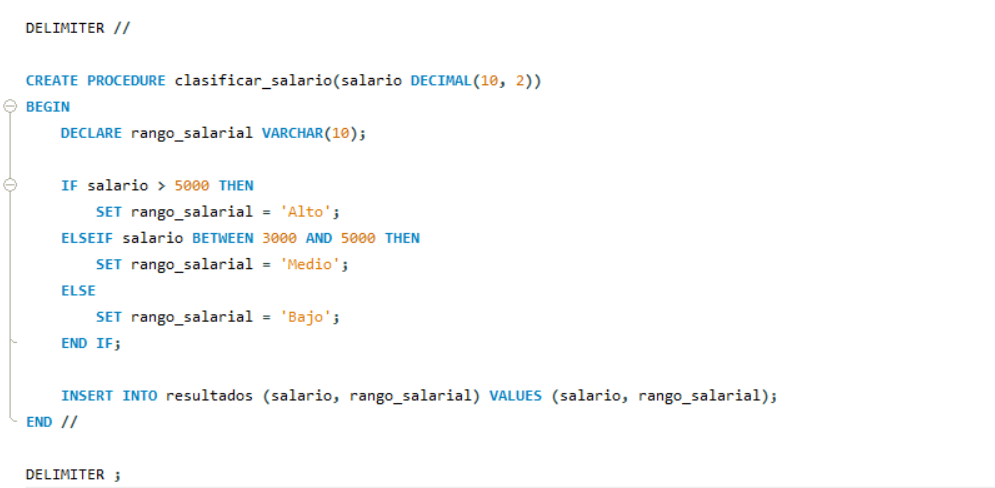 DELIMITER //
CREATE PROCEDURE clasificar_salario(salario DECIMAL(10, 2))
BEGIN
    DECLARE rango_salarial VARCHAR(10);
    IF salario > 5000 THEN
        SET rango_salarial = 'Alto';
    ELSEIF salario BETWEEN 3000 AND 5000 THEN
        SET rango_salarial = 'Medio';
    ELSE
        SET rango_salarial = 'Bajo';
    END IF;
    INSERT INTO resultados (salario, rango_salarial) VALUES (salario, rango_salarial);
END //
DELIMITER ;